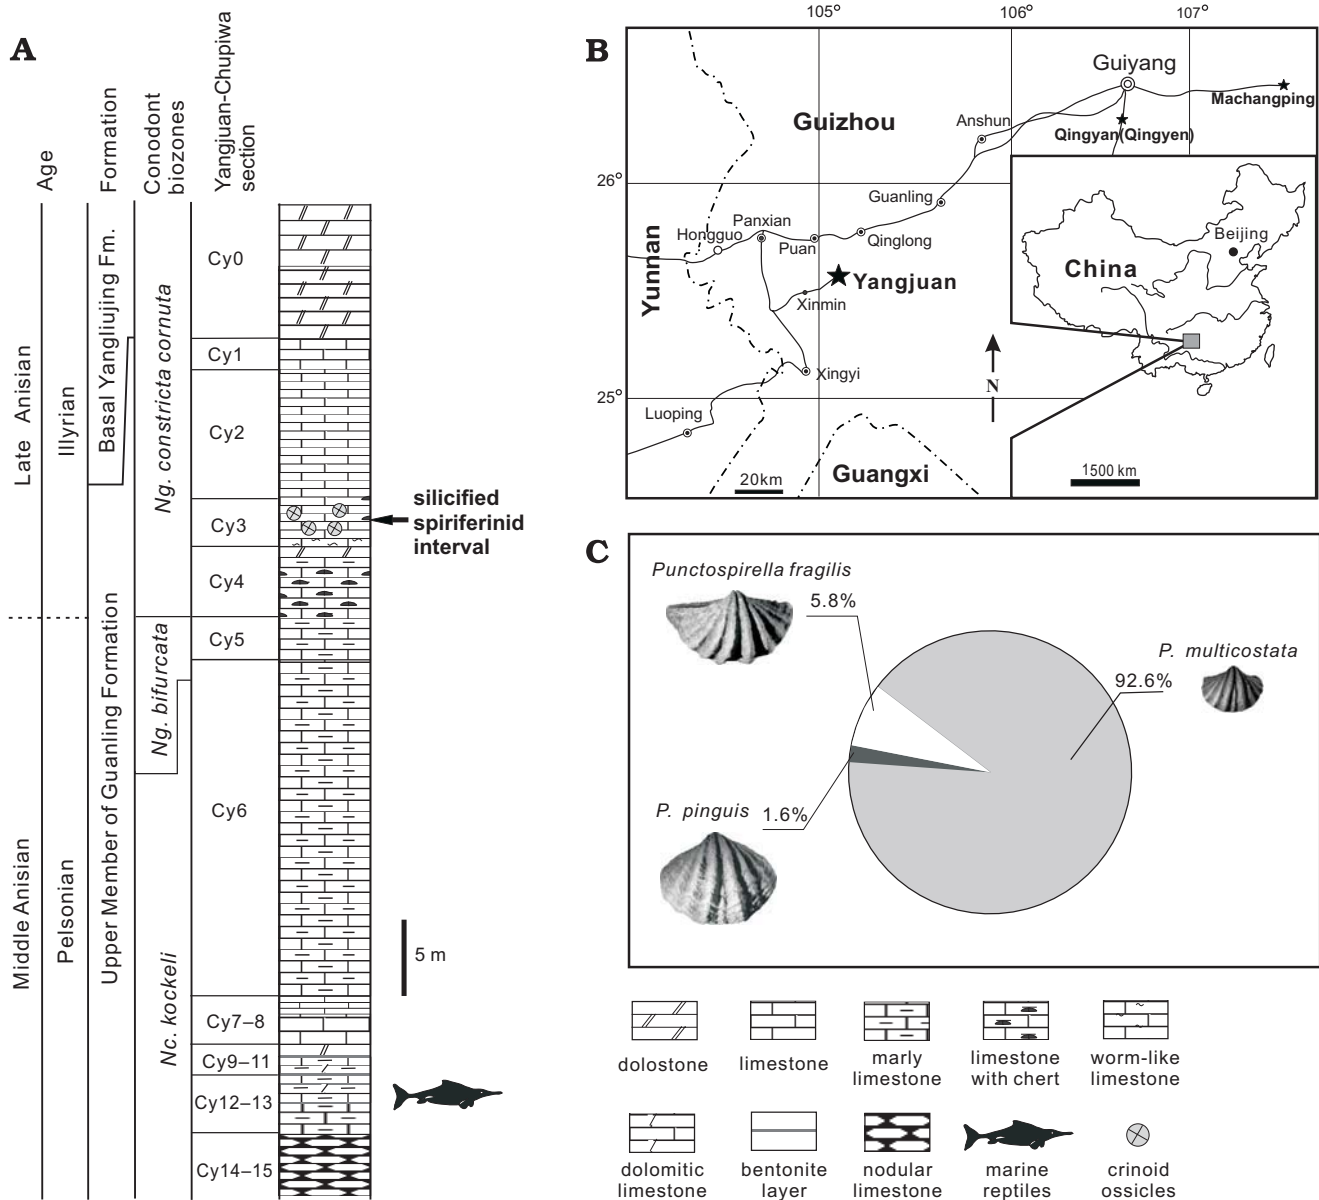 A
Age
Formation
Conodont
biozones
Yangjuan-Chupiwa
section
Late Anisian
Illyrian
Basal Yangliujing Fm.
Ng. constricta cornuta
Middle Anisian
Pelsonian
Upper Member of Guanling Formation
Ng. bifurcata
Nc. kockeli
Cy0
Cy1
Cy2
Cy3
Cy4
Cy5
Cy6
Cy7–8
Cy9–11
Cy12–13
Cy14–15
silicified
spiriferinid
interval
5 m
B
105°
106°
107°
26°
25°
Guiyang
Machangping
Guizhou
Anshun
Qingyan(Qingyen)
Guanling
Panxian
Hongguo
Puan
Qinglong
Yunnan
Yangjuan
Xinmin
Xingyi
Luoping
N
Guangxi
20km
Beijing
China
1500 km
C
Punctospirella fragilis
5.8%
P. multicostata
92.6%
P. pinguis
1.6%
dolostone
limestone
marly
limestone
limestone
with chert
worm-like
limestone
dolomitic
limestone
bentonite
layer
nodular
limestone
marine
reptiles
crinoid
ossicles